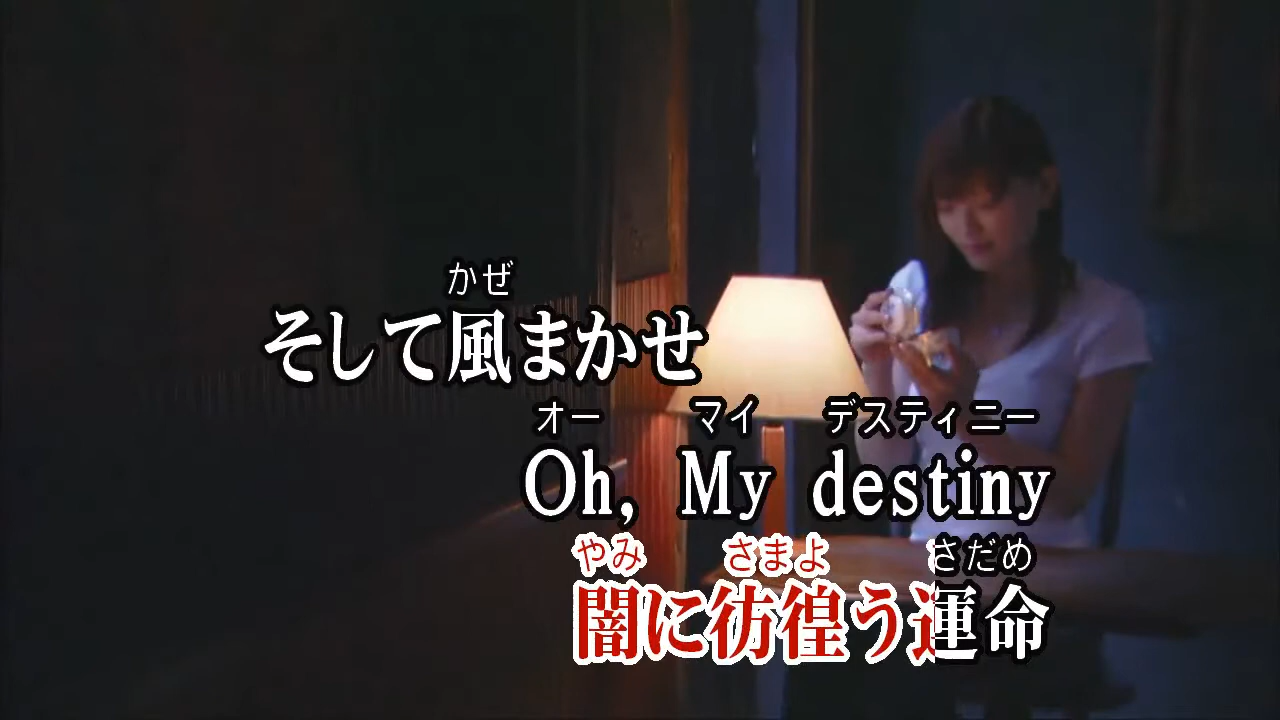 かぜ
そして風まかせ
オー マイ デスティニー
Oh, My destiny
やみ さまよ さだめ
闇に彷徨う運命